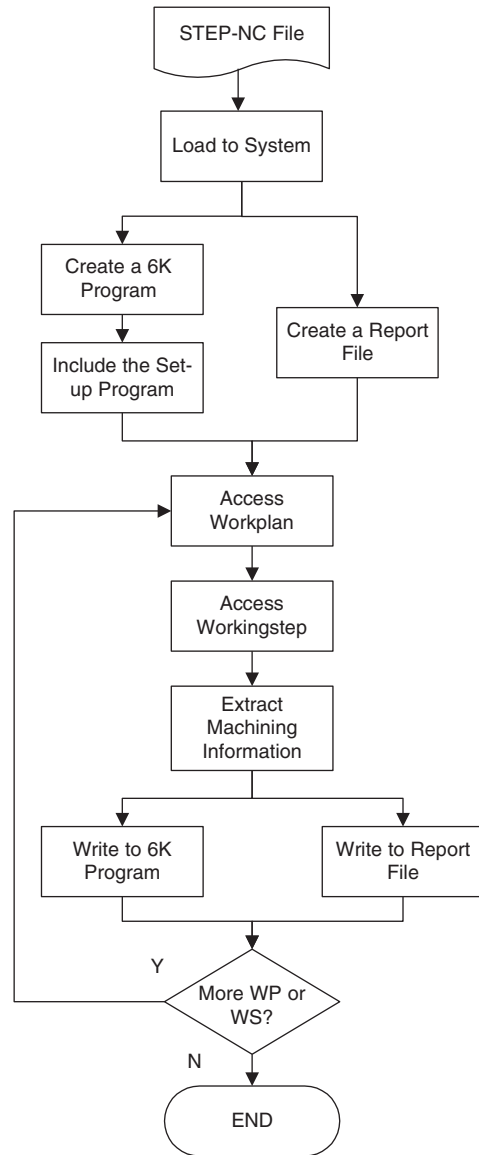 STEP-NC File
Load to System
Create a 6K
Program
Include the Set-
up Program
Create a Report
File
Access
Workplan
Access
Workingstep
Extract
Machining
Information
Write to 6K
Program
Write to Report
File
Y
More WP or
WS?
N
END